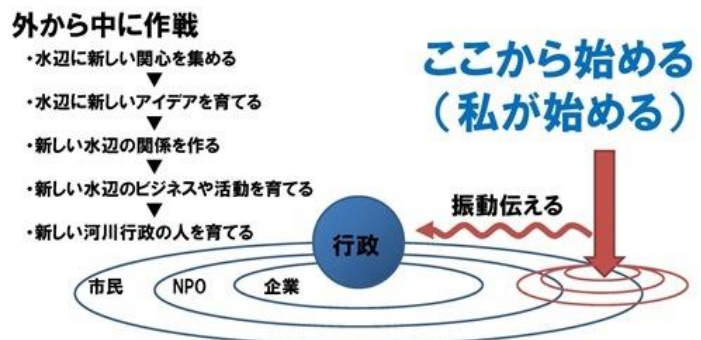 外から中に作戦
・水辺に新しい関心を集める
▼
・水辺に新しいアイデアを育てる
▼
・新しい水辺の関係を作る
▼
・新しい水辺のビジネスや活動を育てる
▼
・新しい河川行政の人を育てる
ここから始める
（私が始める）
振動伝える
行政
市民
NPO
企業